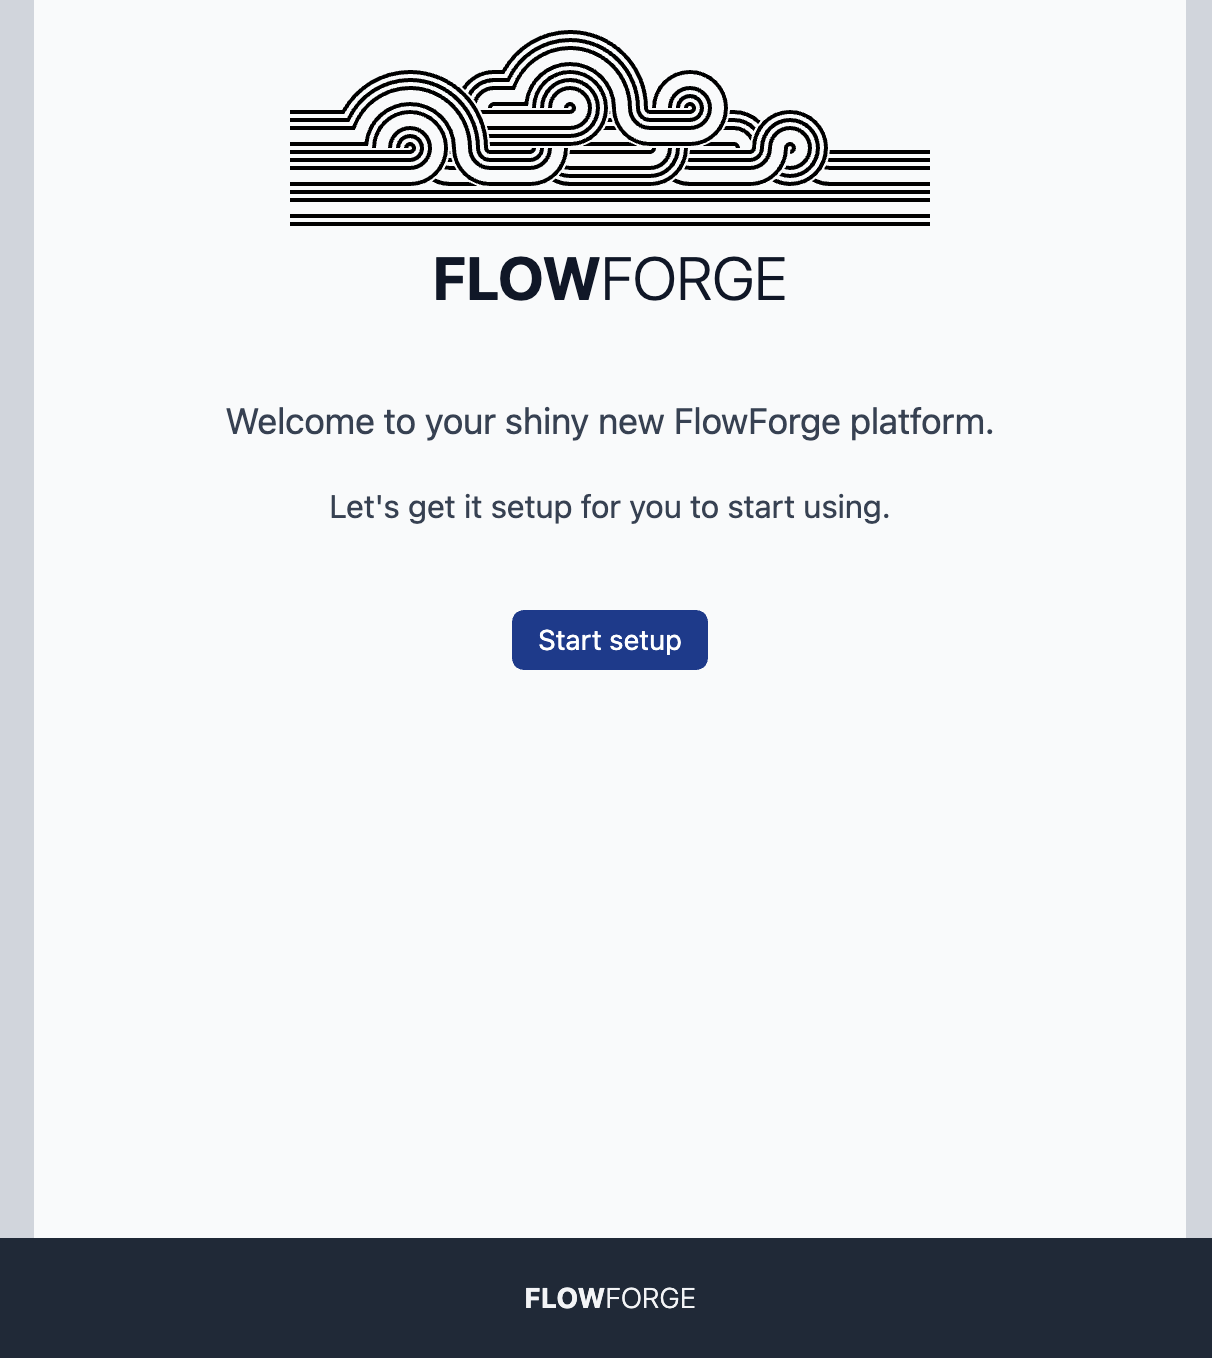 FLOWFORGE
Welcome to your shiny new FlowForge platform.
Let's get it setup for you to start using.
Start setup
FLOWFORGE